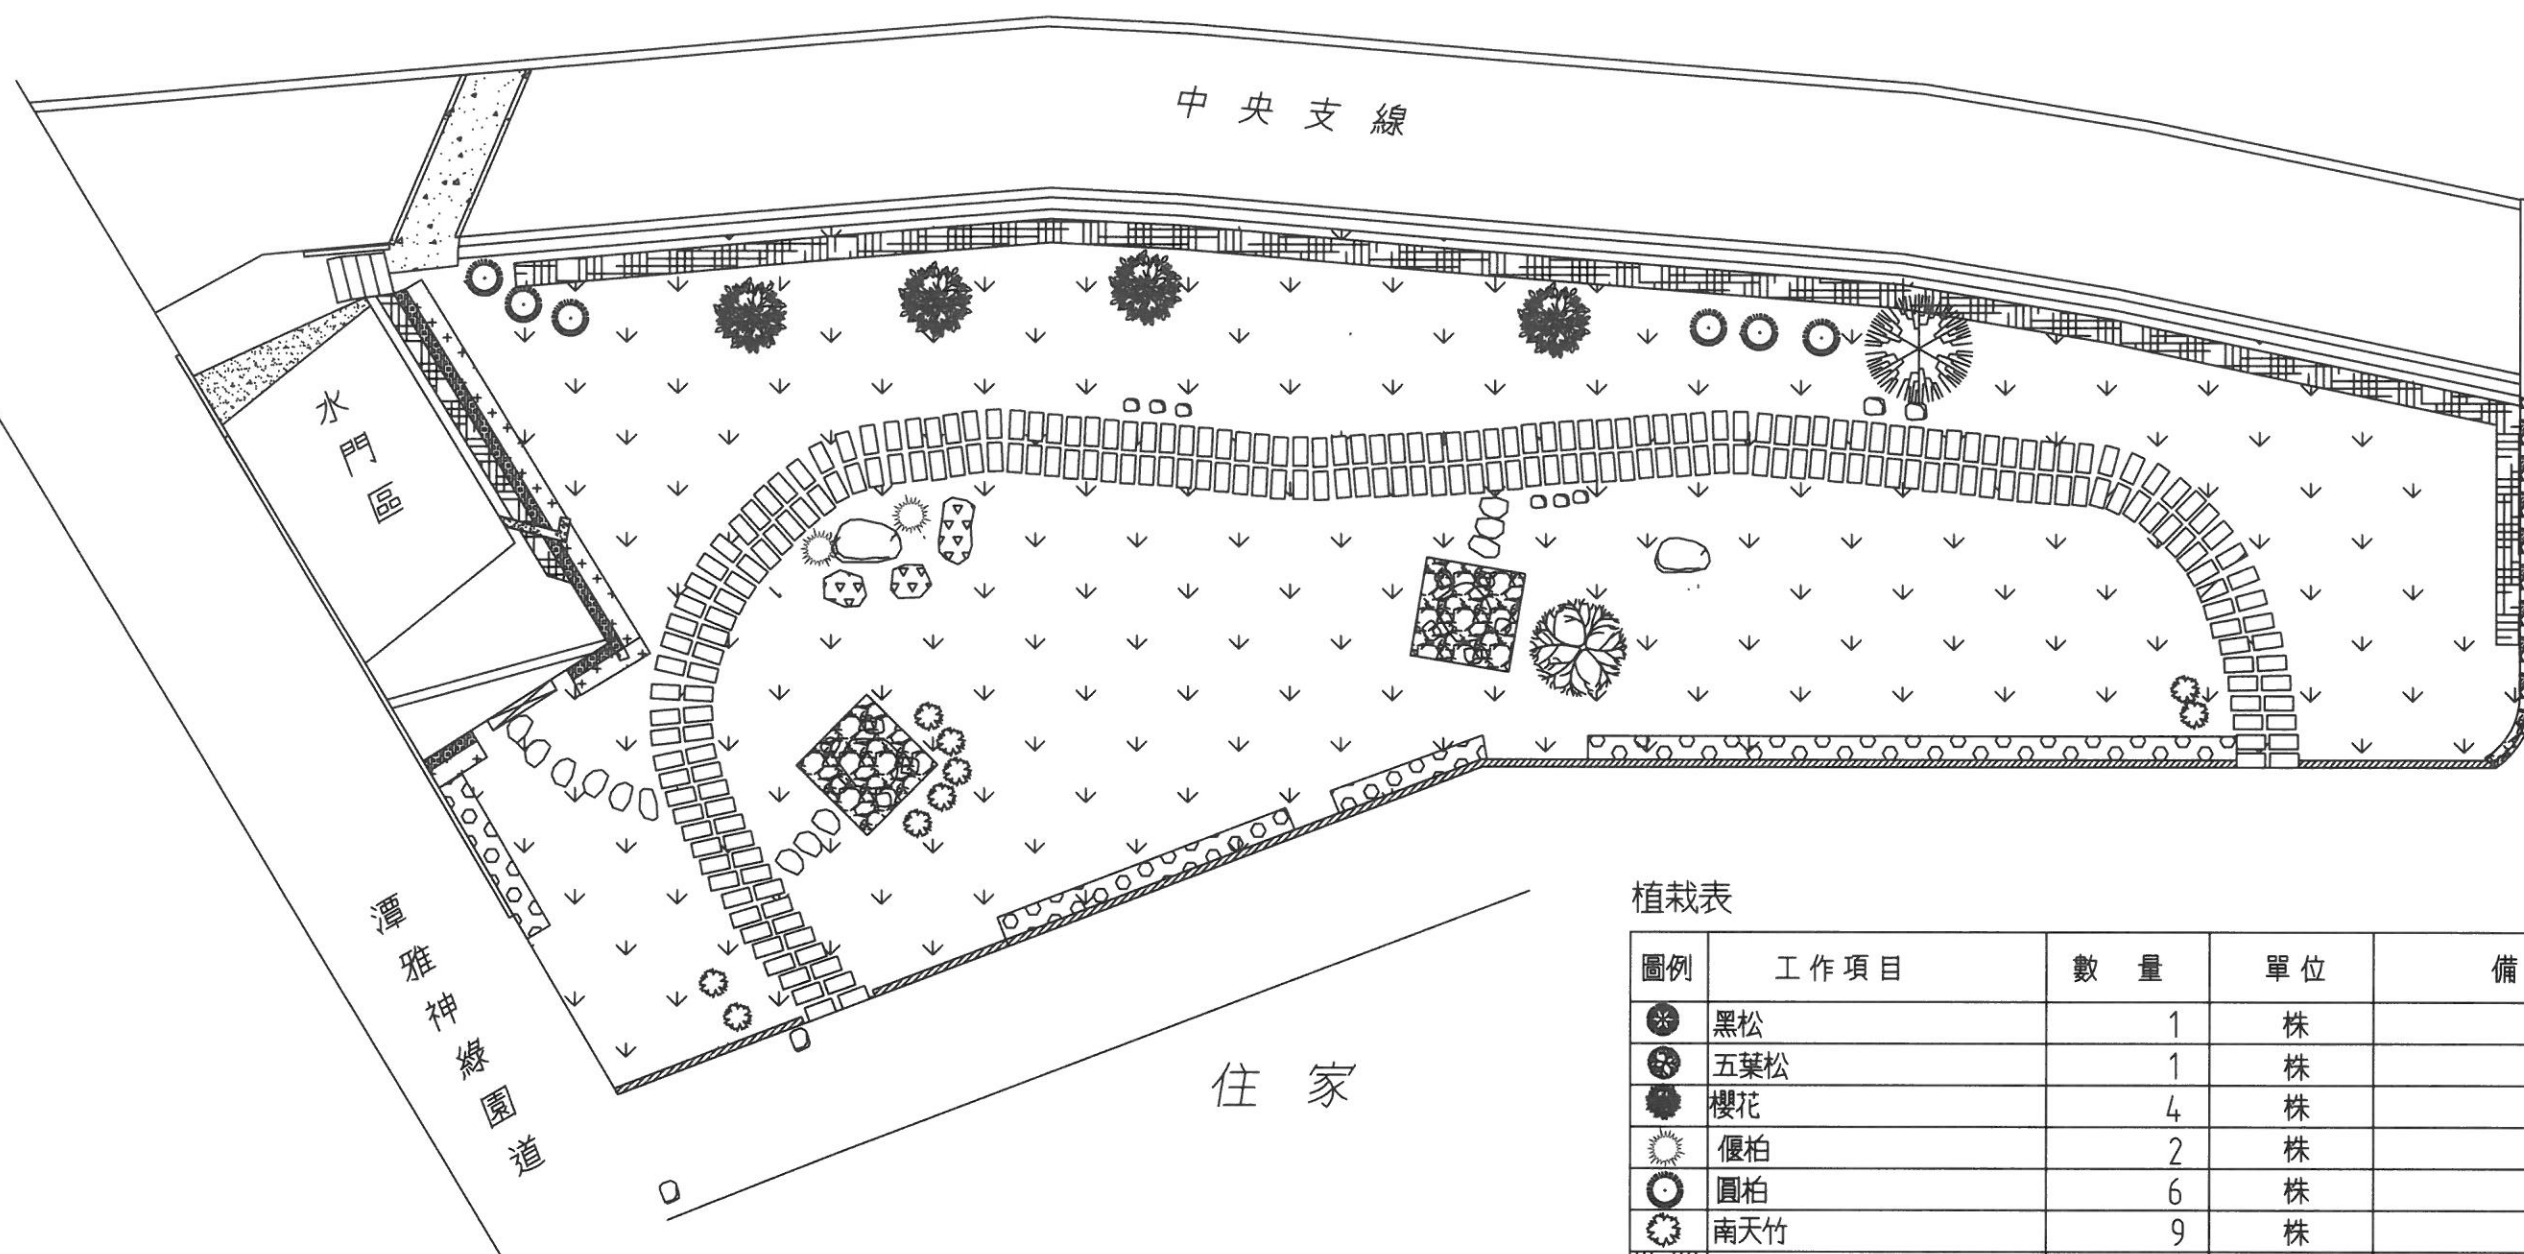 中央支線
水門區
潭雅神綠園道
住家
植栽表
圖例 工作項目 數量 單位 備
黑松 1 株
五葉松 1 株
櫻花 4 株
偃柏 2 株
圓柏 6 株
南天竹 9 株